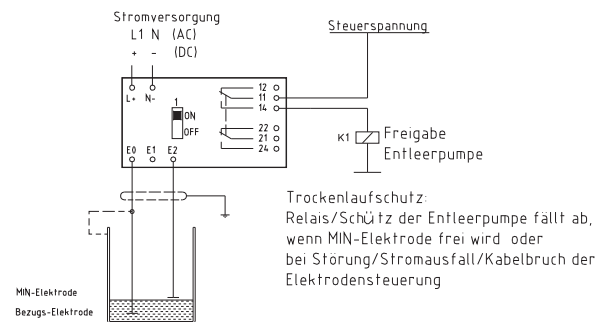 Stromversorgung
L1 N (AC)
+ - (DC)
Steuerspannung
L+ N-
1
ON
OFF
12
11
14
22
21
24
E0 E1 E2
K1
Freigabe
Entleerpumpe
Trockenlaufschutz:
Relais/Schütz der Entleerpumpe fällt ab,
wenn MIN-Elektrode frei wird oder
bei Störung/Stromausfall/Kabelbruch der
Elektrodensteuerung
MIN-Elektrode
Bezugs-Elektrode